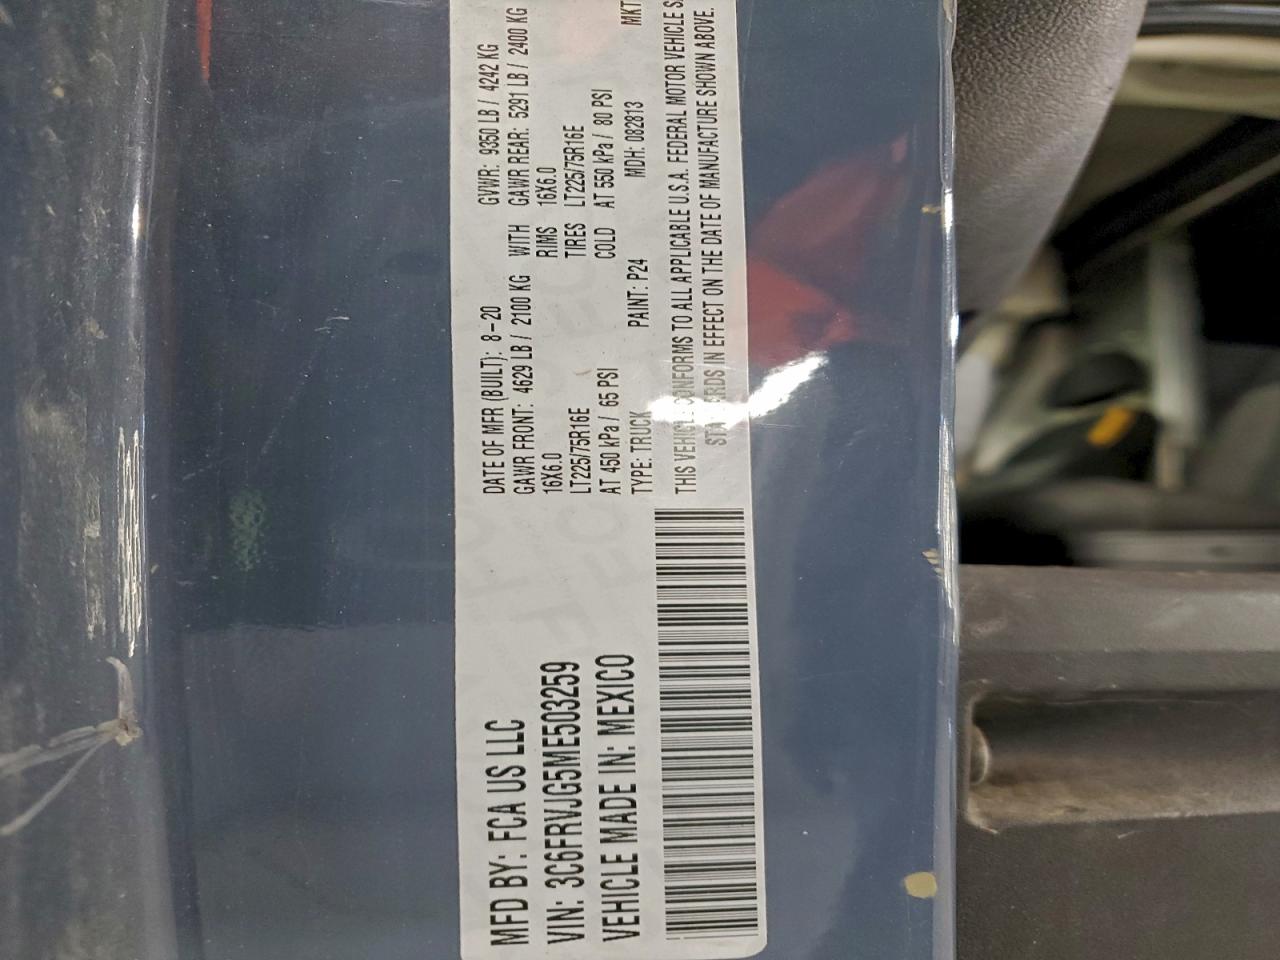 MFD BY: FCA US LLC
DATE OF MFR (BUILT): 8-20 GVWR: 9350 LB / 4242 KG
GAWR FRONT: 4629 LB / 2100 KG WITH GAWR REAR: 5291 LB / 2400 KG
16X6.0 RIMS 16X6.0
LT225/75R16E TIRES LT225/75R16E
AT 450 kPa / 65 PSI COLD AT 550 kPa / 80 PSI
VIN: 3C6FRVJG5ME503259
VEHICLE MADE IN: MEXICO
TYPE: TRUCK PAINT: P24 MDH: 082813 MKT
THIS VEHICLE CONFORMS TO ALL APPLICABLE U.S.A. FEDERAL MOTOR VEHICLE
IN EFFECT ON THE DATE OF MANUFACTURE SHOWN ABOVE.